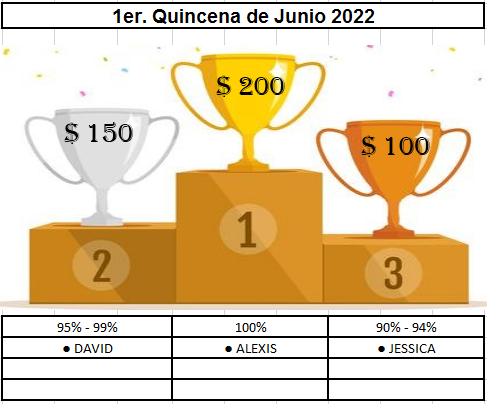 1er. Quincena de Junio 2022
$ 200
$ 150
$ 100
1
2
3
95% - 99% 100% 90% - 94%
● DAVID ● ALEXIS ● JESSICA